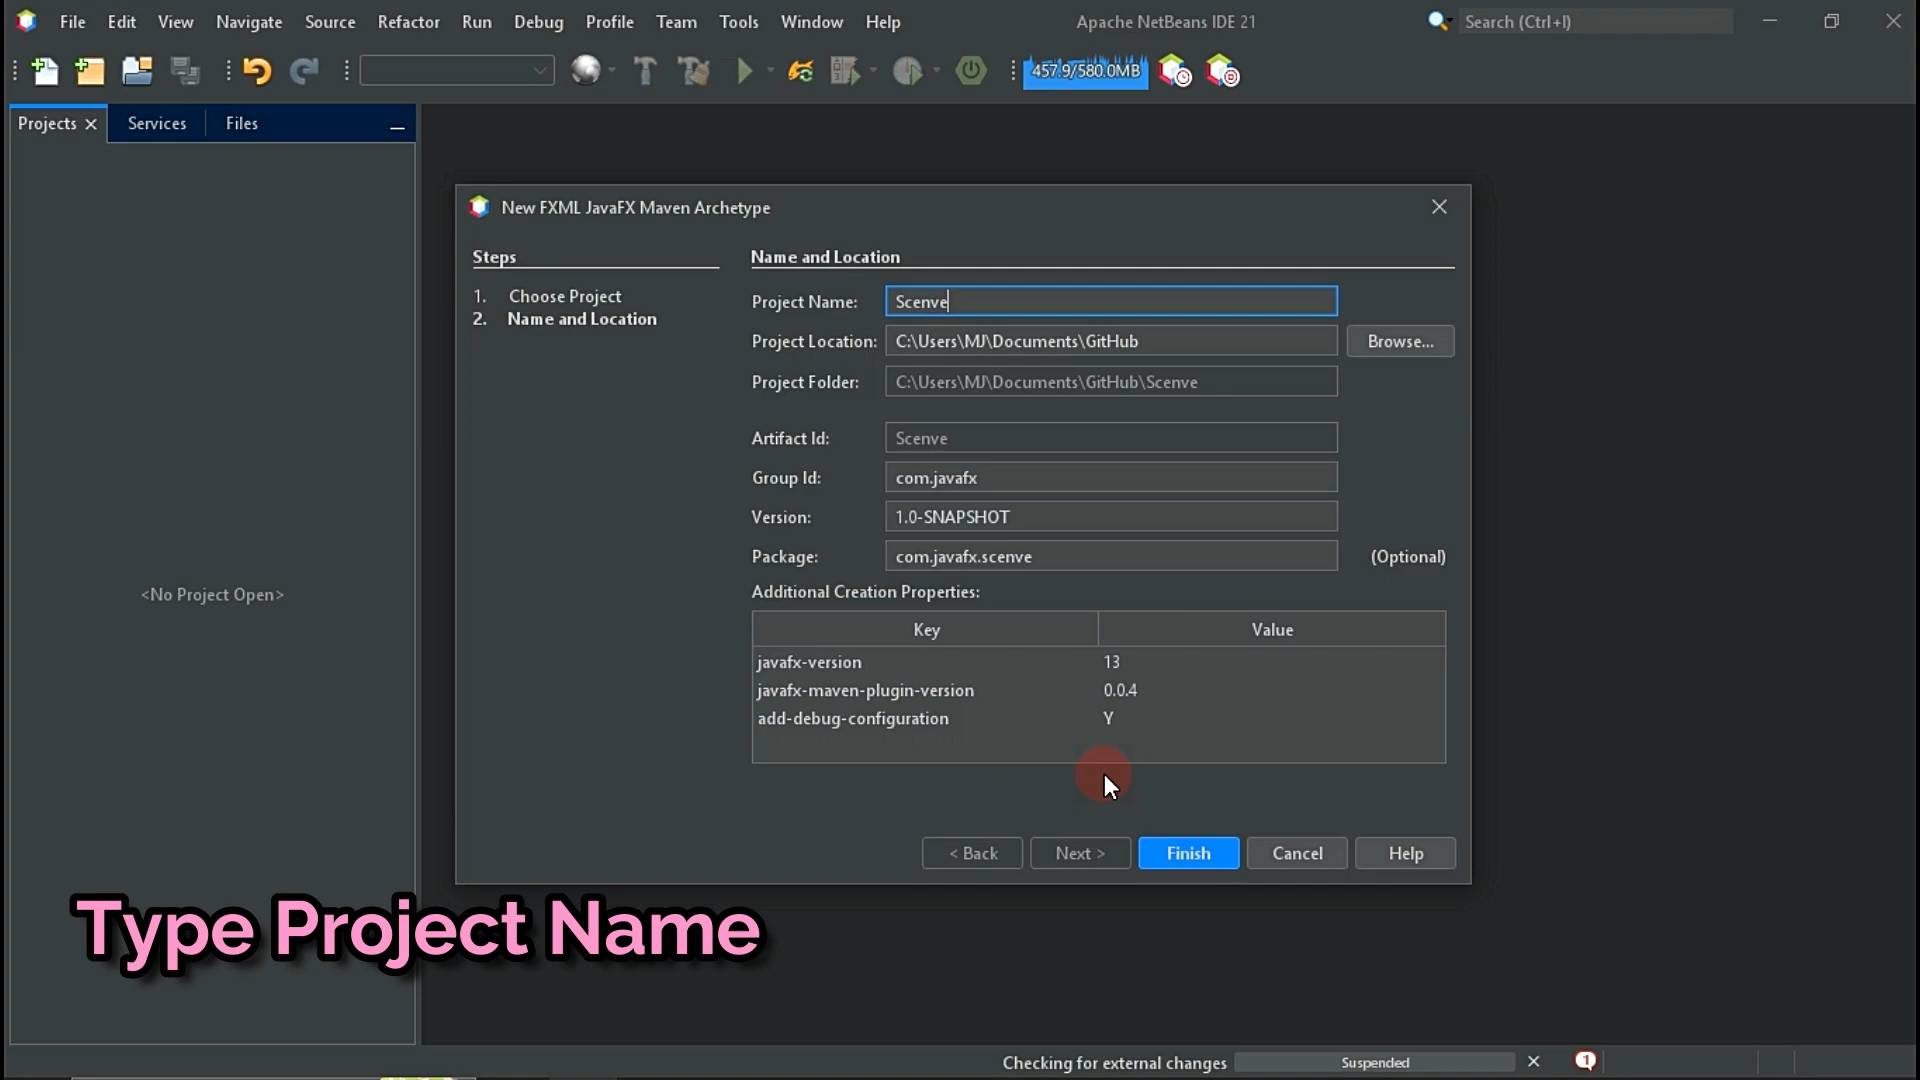 File Edit View Navigate Source Refactor Run Debug Profile Team Tools Window Help Apache NetBeans IDE 21 Search (Ctrl+I)
457.9/580.0MB
Projects Services Files
New FXML JavaFX Maven Archetype
Steps
1. Choose Project
2. Name and Location
Name and Location
Project Name: Scenve
Project Location: C:\Users\MJ\Documents\GitHub Browse...
Project Folder: C:\Users\MJ\Documents\GitHub\Scenve
Artifact Id: Scenve
Group Id: com.javafx
Version: 1.0-SNAPSHOT
Package: com.javafx.scenve (Optional)
Additional Creation Properties:
Key Value
javafx-version 13
javafx-maven-plugin-version 0.0.4
add-debug-configuration Y
<No Project Open>
< Back Next > Finish Cancel Help
Type Project Name
Checking for external changes Suspended 1